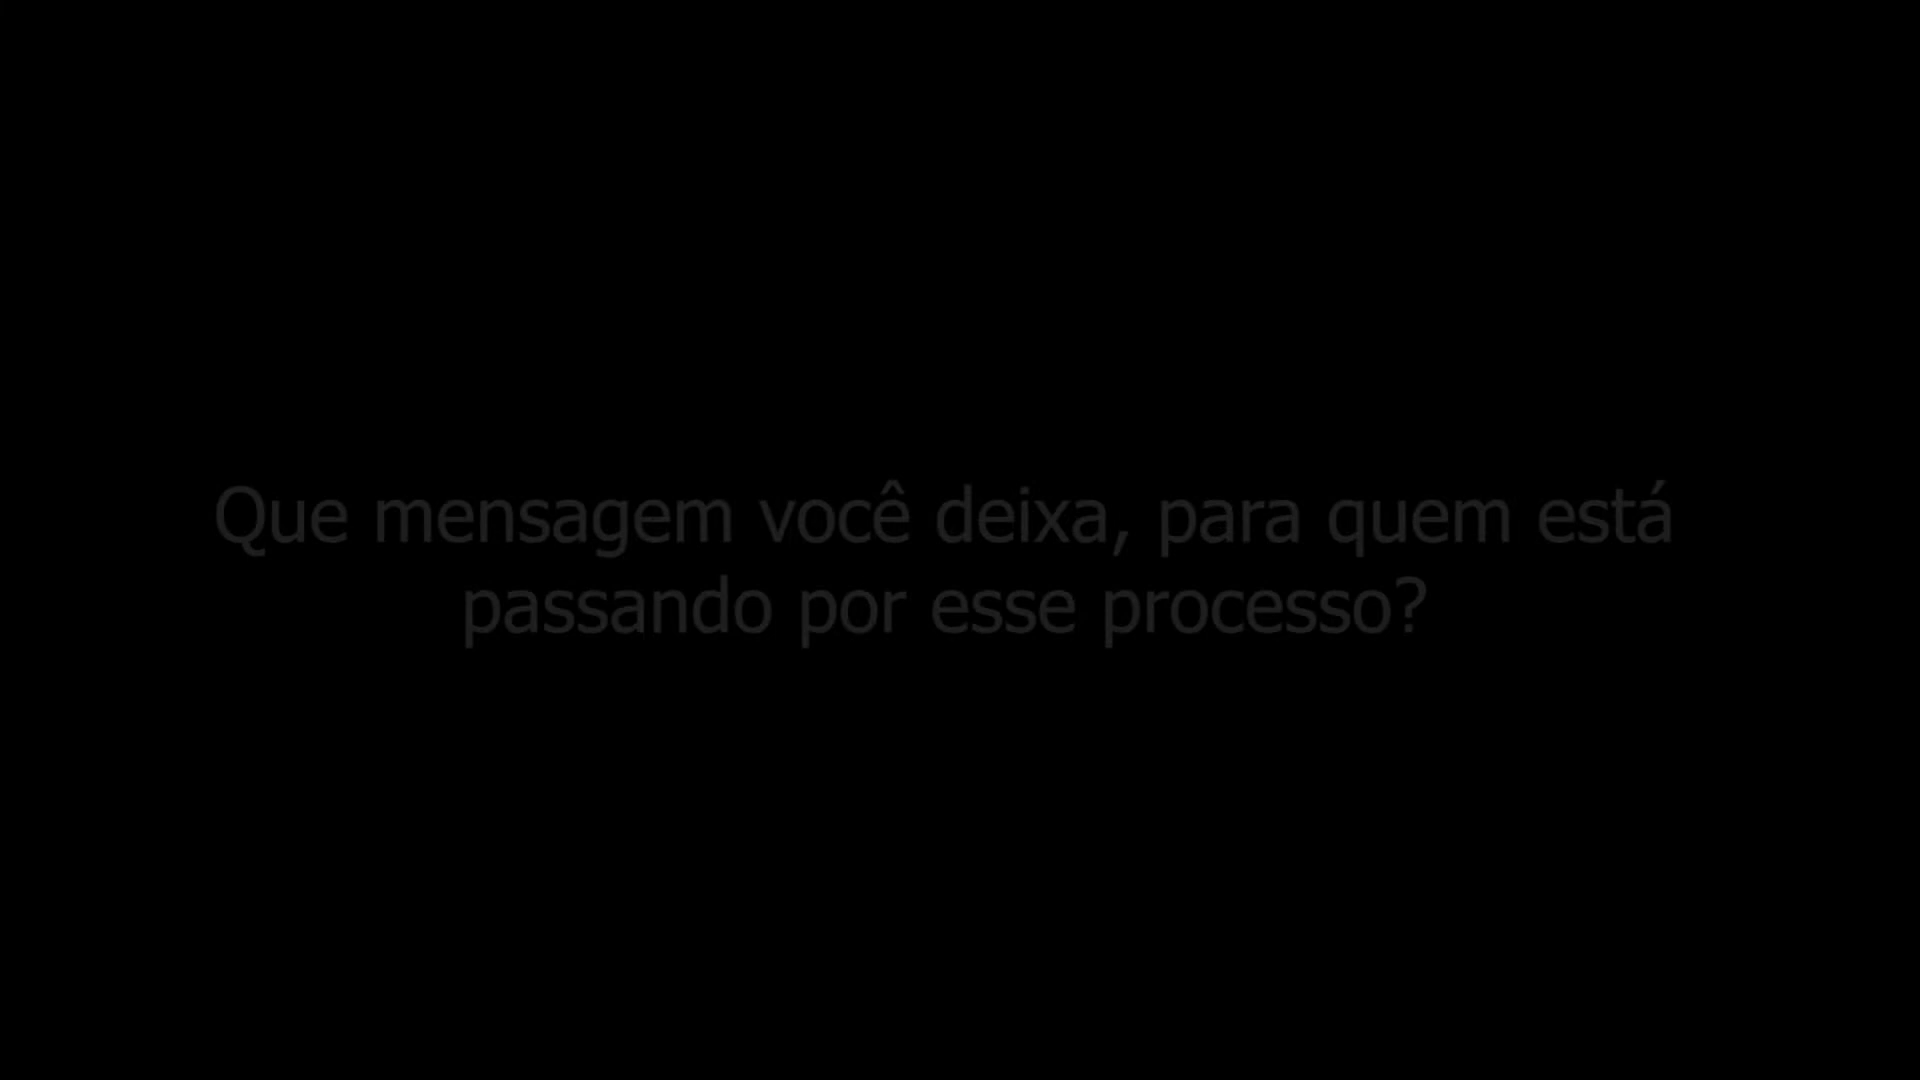 Que mensagem você deixa, para quem está
passando por esse processo?